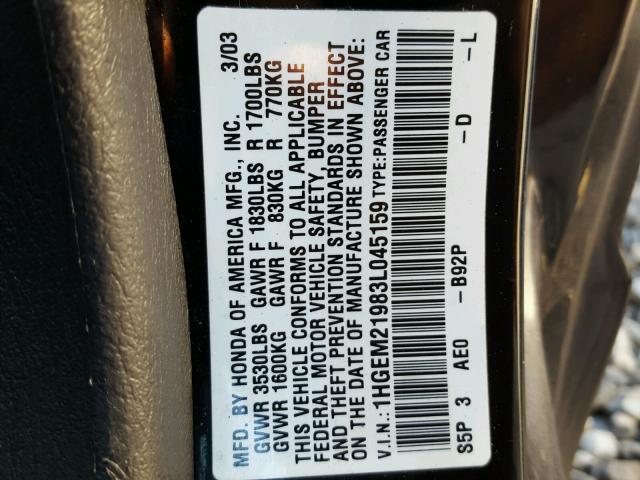 MFD. BY HONDA OF AMERICA MFG., INC. 3/03
GVWR 3530LBS GAWR F 1830LBS R 1700LBS
GVWR 1600KG GAWR F 830KG R 770KG
THIS VEHICLE CONFORMS TO ALL APPLICABLE
FEDERAL MOTOR VEHICLE SAFETY, BUMPER
AND THEFT PREVENTION STANDARDS IN EFFECT
ON THE DATE OF MANUFACTURE SHOWN ABOVE:
V.I.N.: 1HGEM21983L045159 TYPE:PASSENGER CAR
S5P 3 AE0 -B92P -D -L